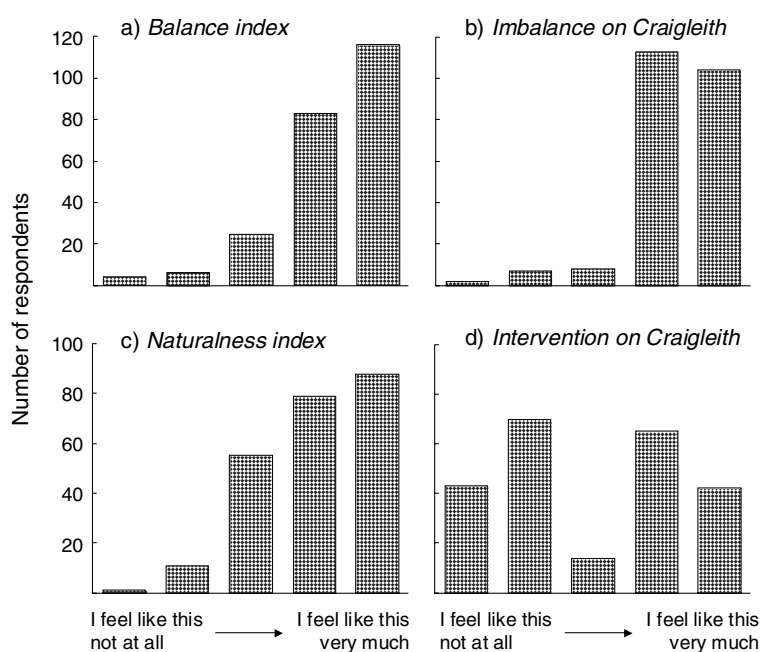 a) Balance index
b) Imbalance on Craigleith
120
100
80
60
40
20
Number of respondents
c) Naturalness index
d) Intervention on Craigleith
100
80
60
40
20
I feel like this
not at all
I feel like this
very much
I feel like this
not at all
I feel like this
very much